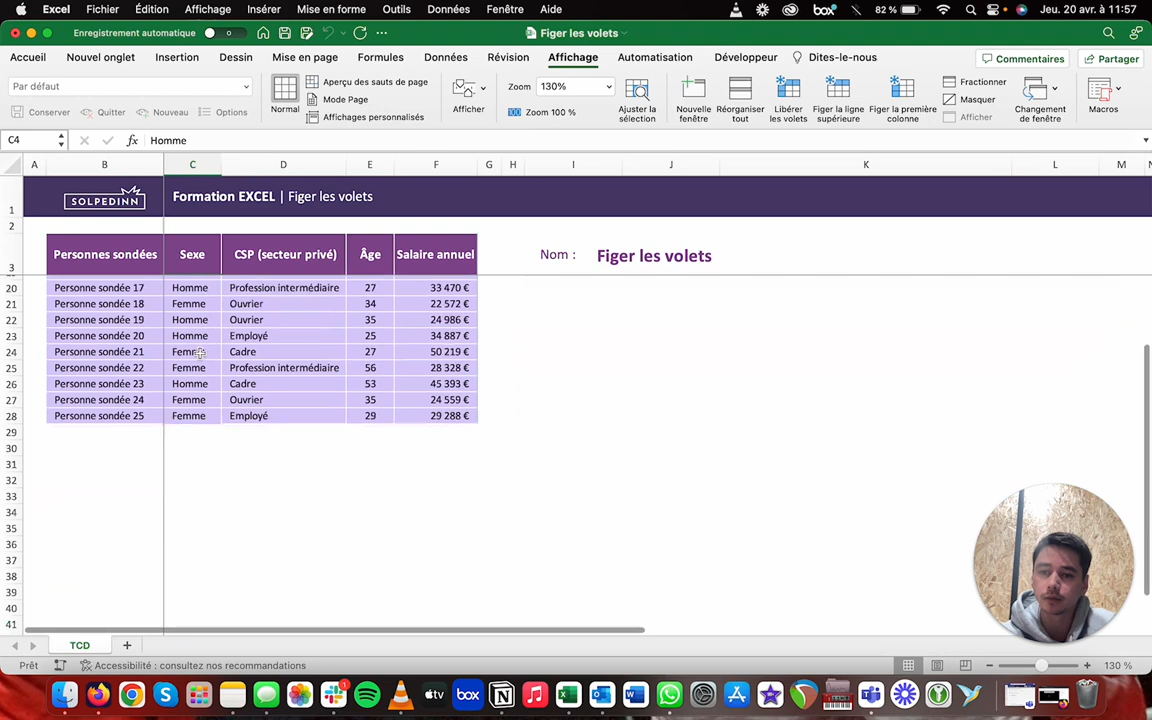 Excel Fichier Édition Affichage Insérer Mise en forme Outils Données Fenêtre Aide box 82 % Jeu. 20 avr. à 11:57
Enregistrement automatique Figer les volets
Accueil Nouvel onglet Insertion Dessin Mise en page Formules Données Révision Affichage Automatisation Développeur Dites-le-nous Commentaires Partager
Par défaut
Conserver Quitter Nouveau Options
Normal
Aperçu des sauts de page
Mode Page
Affichages personnalisés
Afficher
Zoom 130%
Zoom 100 %
Ajuster la sélection
Nouvelle fenêtre
Réorganiser tout
Libérer les volets
Figer la ligne supérieure
Figer la première colonne
Fractionner
Masquer
Afficher
Changement de fenêtre
Macros
C4 fx Homme
A B C D E F G H I J K L M N
1 SOLPEDINN Formation EXCEL | Figer les volets
2
3 Personnes sondées Sexe CSP (secteur privé) Âge Salaire annuel Nom : Figer les volets
20 Personne sondée 17 Homme Profession intermédiaire 27 33 470 €
21 Personne sondée 18 Femme Ouvrier 34 22 572 €
22 Personne sondée 19 Homme Ouvrier 35 24 986 €
23 Personne sondée 20 Homme Employé 25 34 887 €
24 Personne sondée 21 Femme Cadre 27 50 219 €
25 Personne sondée 22 Femme Profession intermédiaire 56 28 328 €
26 Personne sondée 23 Homme Cadre 53 45 393 €
27 Personne sondée 24 Femme Ouvrier 35 24 559 €
28 Personne sondée 25 Femme Employé 29 29 288 €
29
30
31
32
33
34
35
36
37
38
39
40
41
TCD
Prêt Accessibilité : consultez nos recommandations 130 %
1 tv box